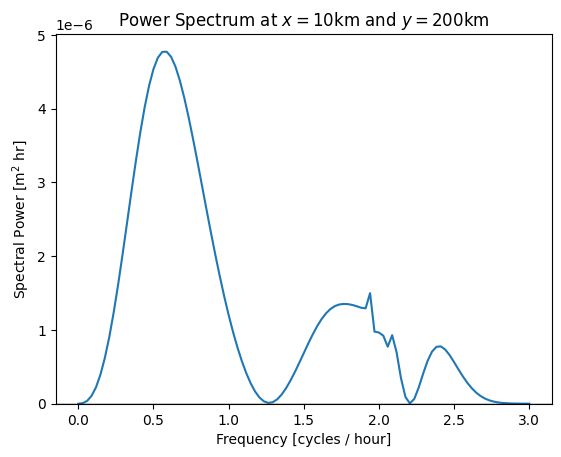 Power Spectrum at x = 10km and y = 200km
1e−6
5
4
3
2
1
0
Spectral Power [m² hr]
0.0 0.5 1.0 1.5 2.0 2.5 3.0
Frequency [cycles / hour]